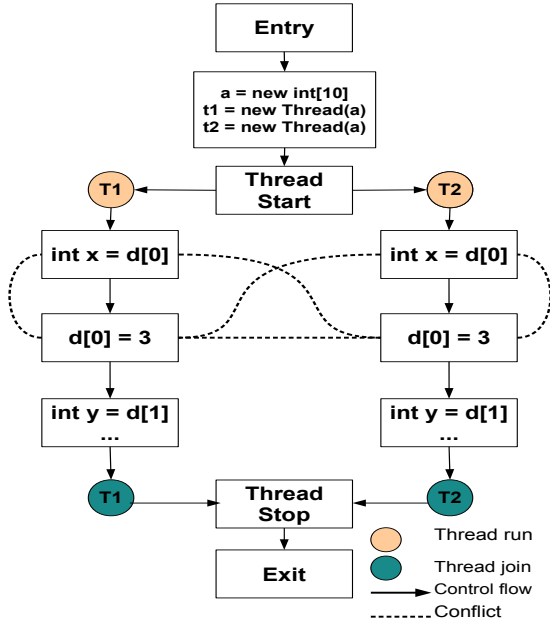 Entry
a = new int[10]
t1 = new Thread(a)
t2 = new Thread(a)
T1
Thread
Start
T2
int x = d[0]
int x = d[0]
d[0] = 3
d[0] = 3
int y = d[1]
...
int y = d[1]
...
T1
Thread
Stop
T2
Exit
Thread run
Thread join
Control flow
Conflict